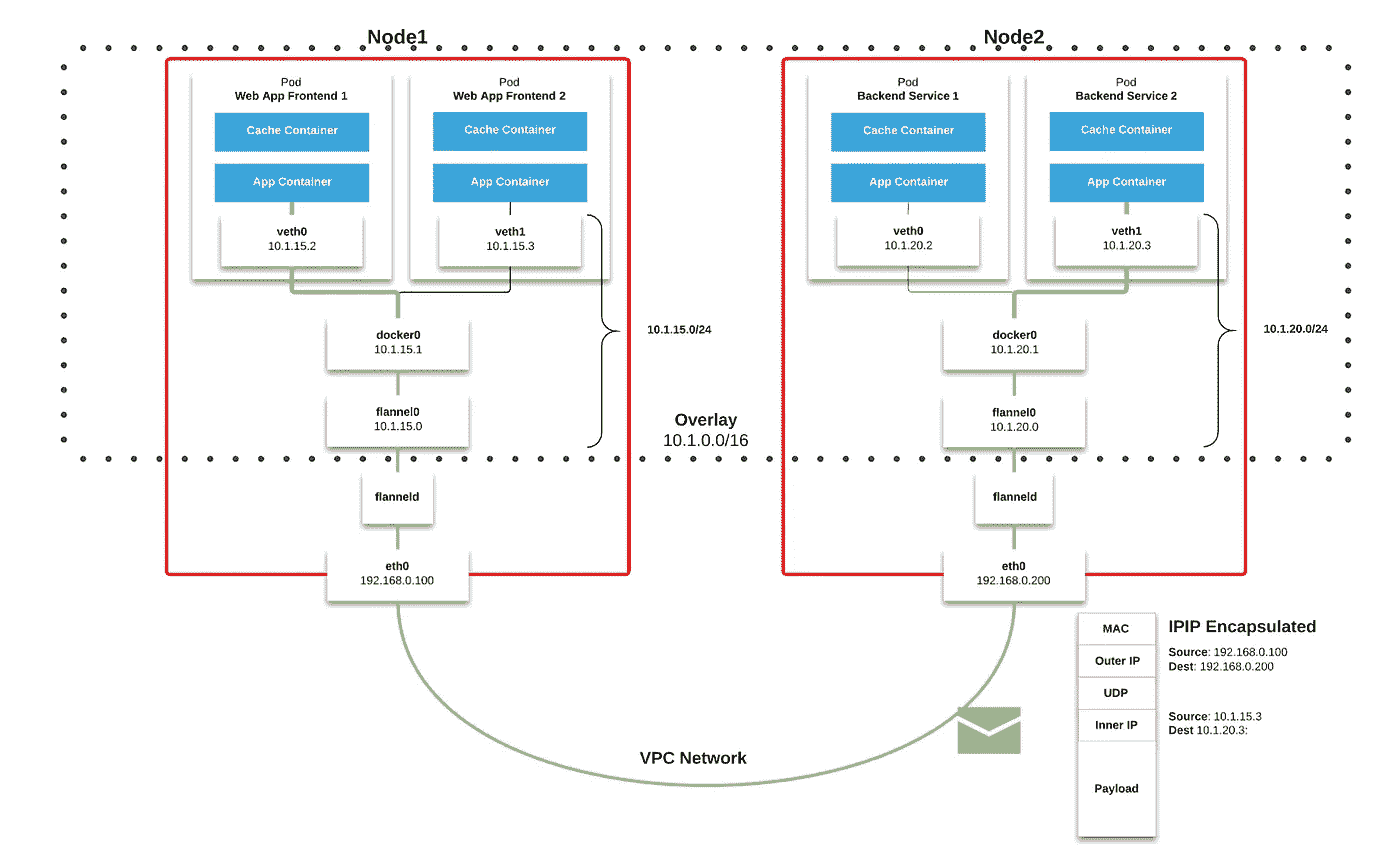 Node1
Node2
Pod
Web App Frontend 1
Cache Container
App Container
veth0
10.1.15.2
Pod
Web App Frontend 2
Cache Container
App Container
veth1
10.1.15.3
docker0
10.1.15.1
flannel0
10.1.15.0
10.1.15.0/24
flanneld
eth0
192.168.0.100
Overlay
10.1.0.0/16
Pod
Backend Service 1
Cache Container
App Container
veth0
10.1.20.2
Pod
Backend Service 2
Cache Container
App Container
veth1
10.1.20.3
docker0
10.1.20.1
flannel0
10.1.20.0
10.1.20.0/24
flanneld
eth0
192.168.0.200
VPC Network
MAC
Outer IP
UDP
Inner IP
Payload
IPIP Encapsulated
Source: 192.168.0.100
Dest: 192.168.0.200
Source: 10.1.15.3
Dest 10.1.20.3: